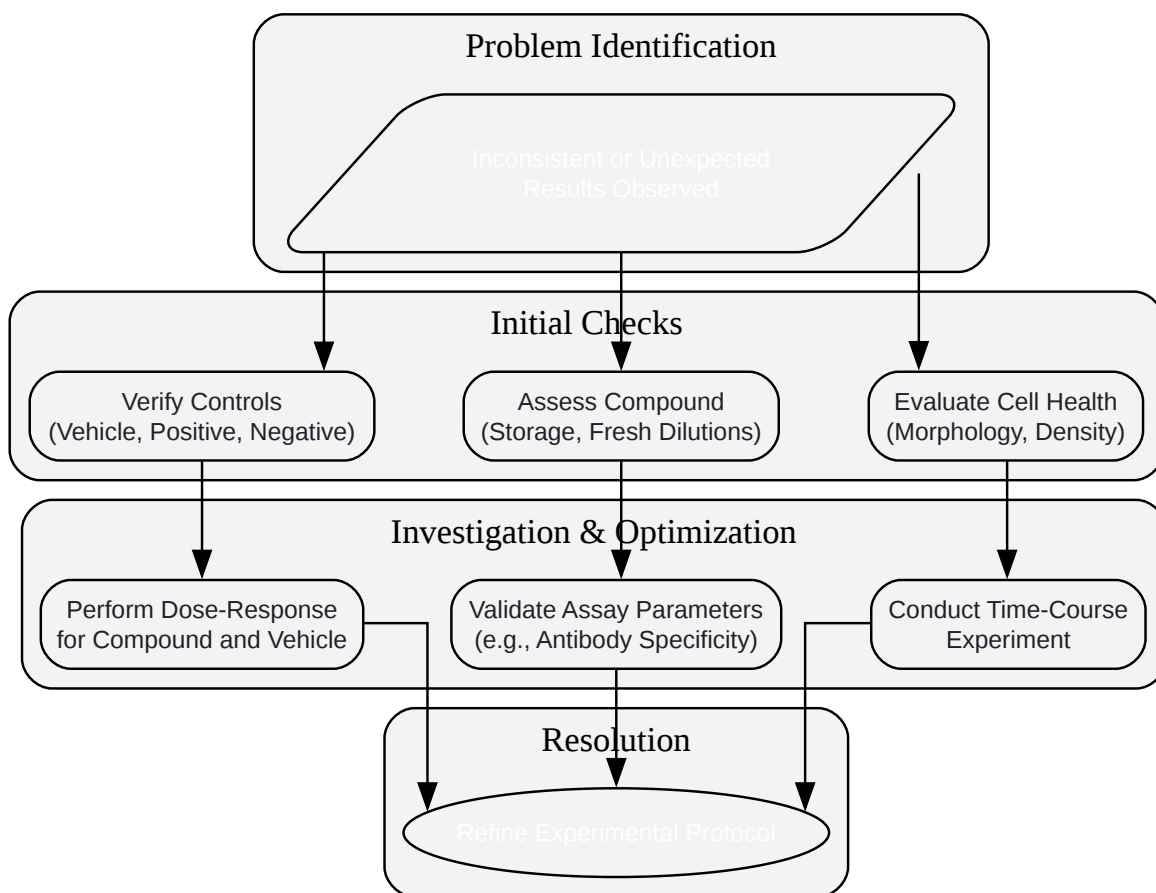 Problem Identification
Inconsistent or Unexpected
Results Observed
Initial Checks
Verify Controls
(Vehicle, Positive, Negative)
Assess Compound
(Storage, Fresh Dilutions)
Evaluate Cell Health
(Morphology, Density)
Investigation & Optimization
Perform Dose-Response
for Compound and Vehicle
Validate Assay Parameters
(e.g., Antibody Specificity)
Conduct Time-Course
Experiment
Resolution
Refine Experimental Protocol